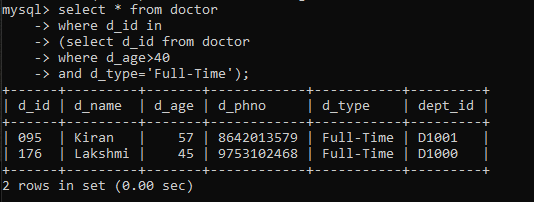 mysql> select * from doctor
    -> where d_id in
    -> (select d_id from doctor
    -> where d_age>40
    -> and d_type='Full-Time');
+------+---------+-------+------------+-----------+---------+
| d_id | d_name  | d_age | d_phno     | d_type    | dept_id |
+------+---------+-------+------------+-----------+---------+
| 095  | Kiran   |    57 | 8642013579 | Full-Time | D1001   |
| 176  | Lakshmi |    45 | 9753102468 | Full-Time | D1000   |
+------+---------+-------+------------+-----------+---------+
2 rows in set (0.00 sec)